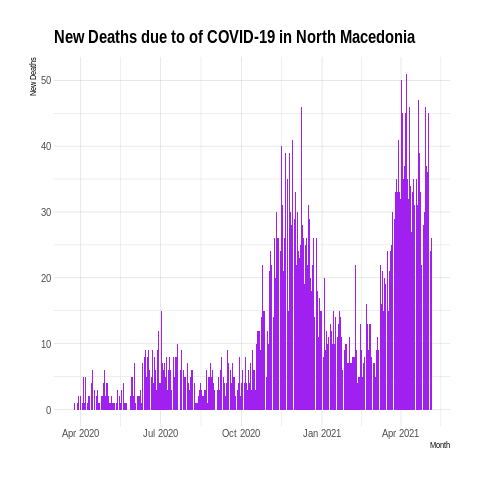 New Deaths due to of COVID-19 in North Macedonia
New Deaths
50
40
30
20
10
0
Apr 2020 Jul 2020 Oct 2020 Jan 2021 Apr 2021
Month